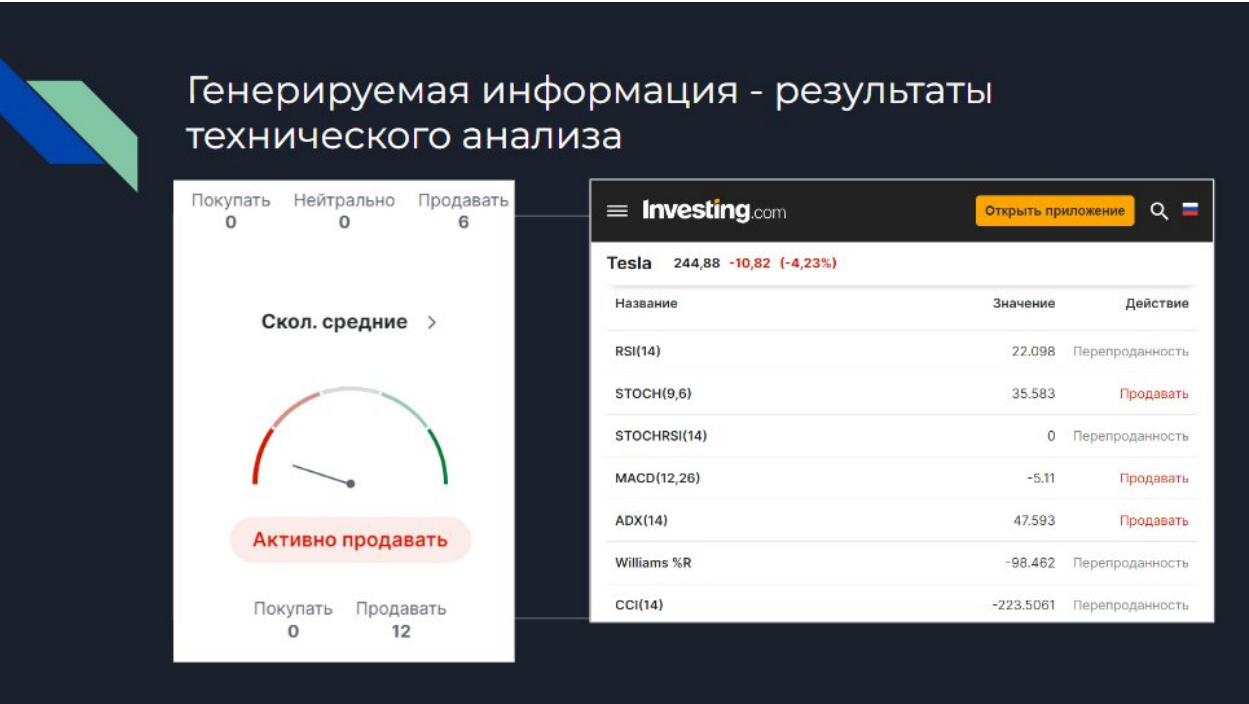 Генерируемая информация - результаты
технического анализа
Покупать Нейтрально Продавать
0 0 6
Скол. средние
Активно продавать
Покупать Продавать
0 12
Investing.com Открыть приложение
Tesla 244,88 -10,82 (-4,23%)
Название Значение Действие
RSI(14) 22.098 Перепроданность
STOCH(9,6) 35.583 Продавать
STOCHRSI(14) 0 Перепроданность
MACD(12,26) -5.11 Продавать
ADX(14) 47.593 Продавать
Williams %R -98.462 Перепроданность
CCI(14) -223.5061 Перепроданность